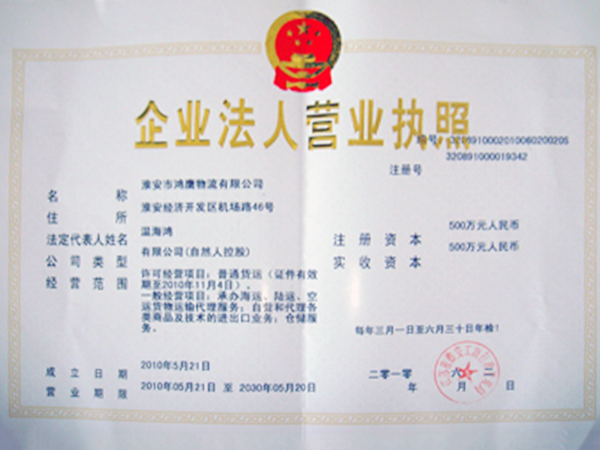 企业法人营业执照
编号 320891000201006020020S
320891000019342
注册号
名 称 淮安市鸿鹰物流有限公司
住 所 淮安经济开发区机场路46号
法定代表人姓名 温海鸿
公司类型 有限公司(自然人控股)
注册资本 500万元人民币
实收资本 500万元人民币
经营范围 许可经营项目：普通货运（证件有效
期至2010年11月4日）。
一般经营项目：承办海运、陆运、空
运货物运输代理服务；自营和代理各
类商品及技术的进出口业务；仓储服
务。
每年三月一日至六月三十日年检!
成立日期 2010年5月21日
营业期限 2010年05月21 至 2030年05月20日
二〇一〇 年 六 月 二 日